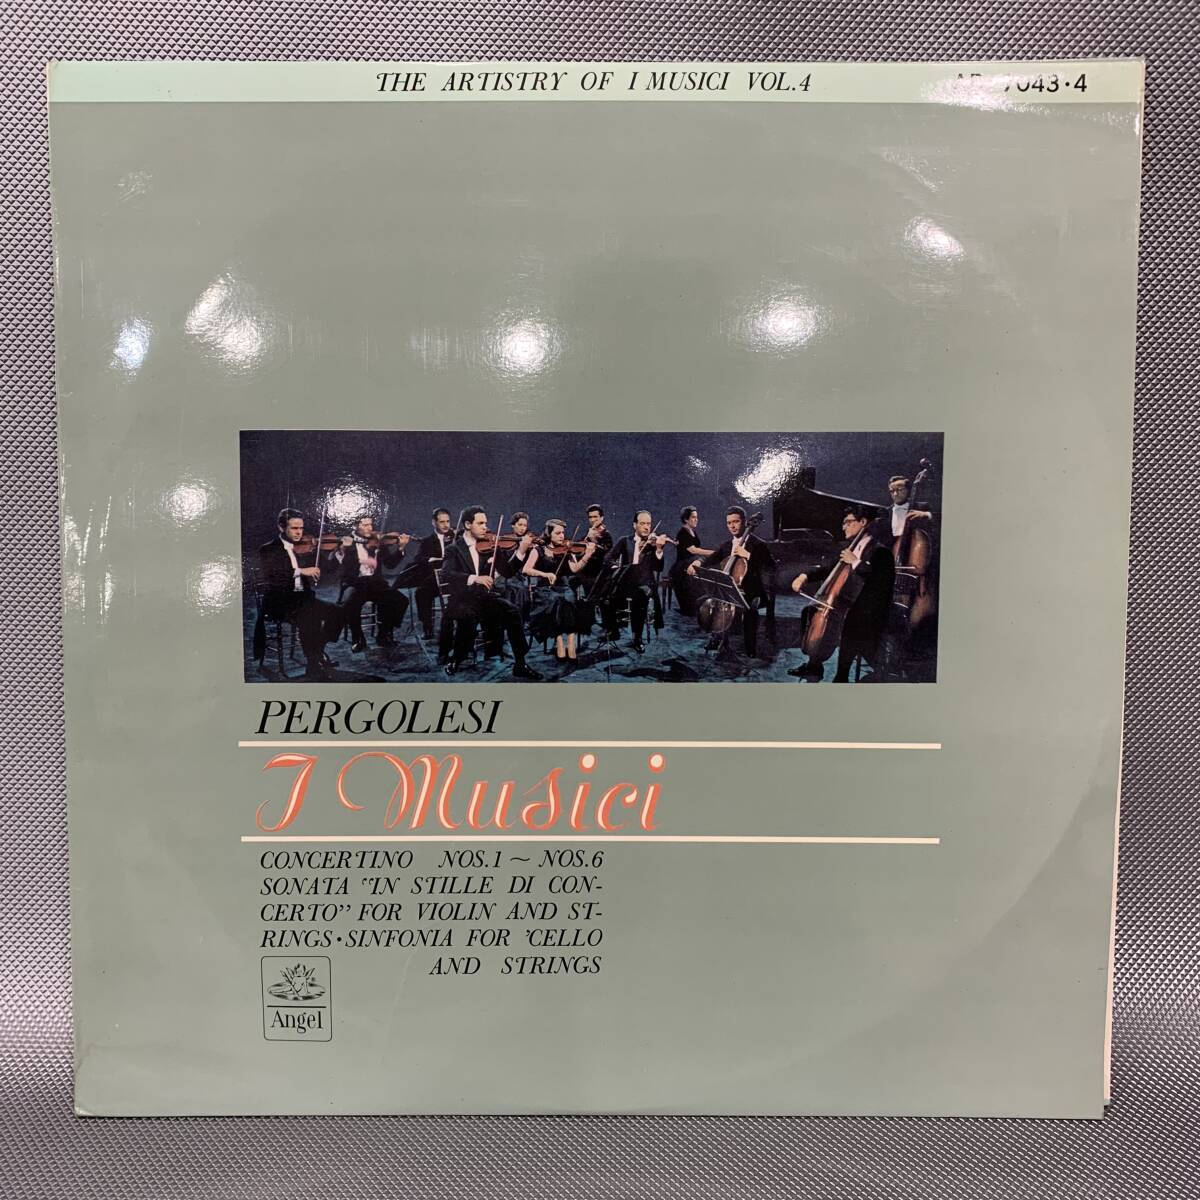 THE ARTISTRY OF I MUSICI VOL.4
7043・4
PERGOLESI
I Musici
CONCERTINO NOS.1 ~ NOS.6
SONATA "IN STILLE DI CON-
CERTO" FOR VIOLIN AND ST-
RINGS・SINFONIA FOR 'CELLO
AND STRINGS
Angel